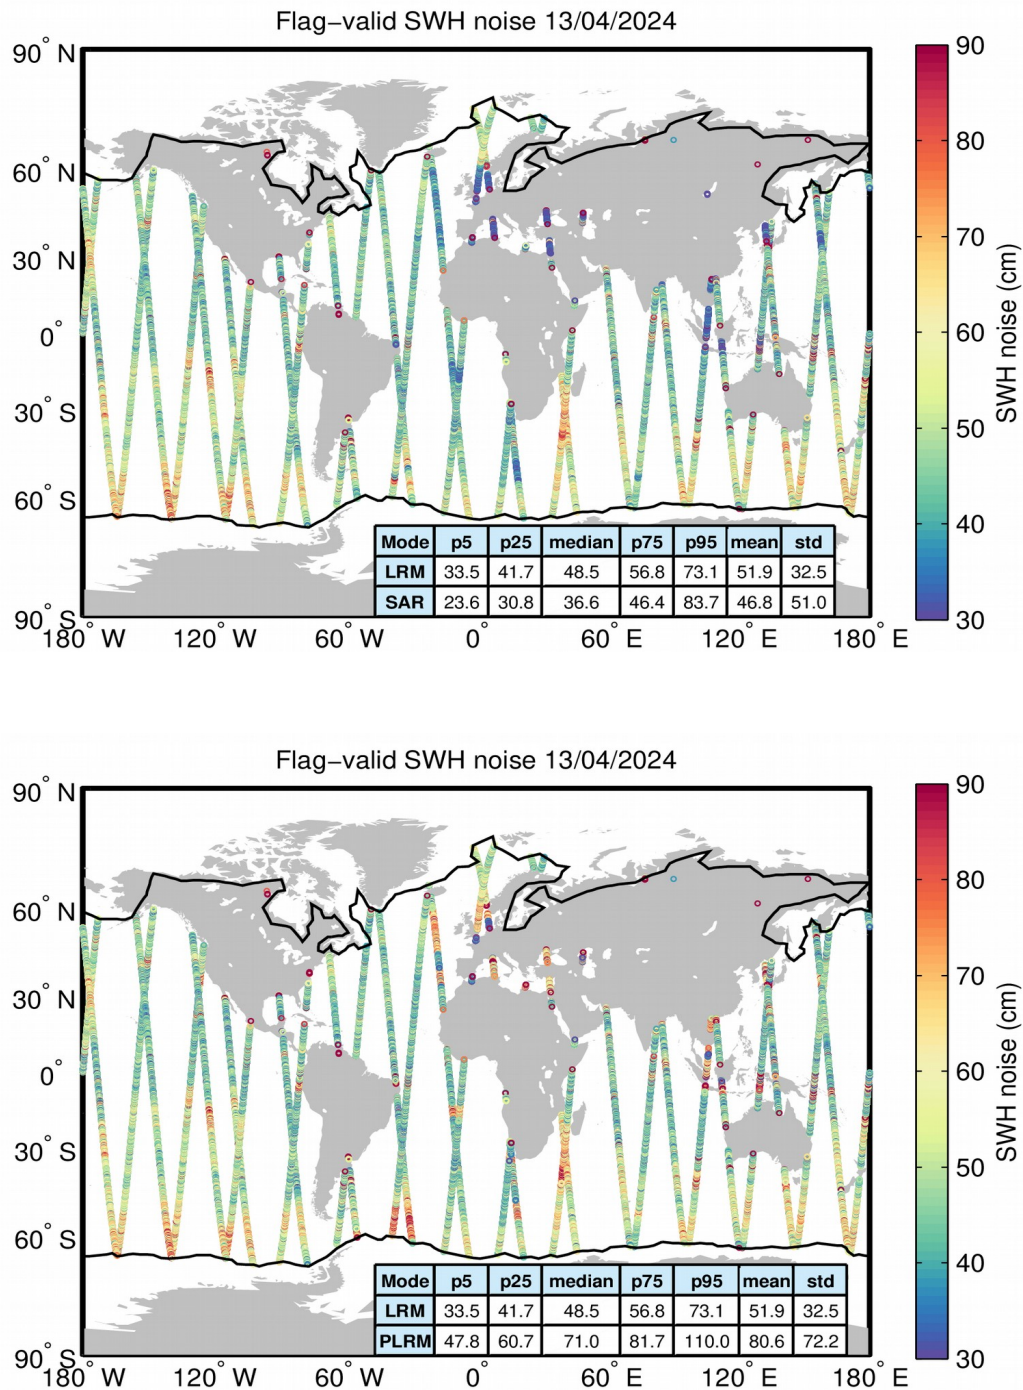 Flag−valid SWH noise 13/04/2024
90° N
60° N
30° N
0°
30° S
60° S
90° S
180° W 120° W 60° W 0° 60° E 120° E 180° E
90
80
70
60
50
40
30
SWH noise (cm)
Mode p5 p25 median p75 p95 mean std
LRM 33.5 41.7 48.5 56.8 73.1 51.9 32.5
SAR 23.6 30.8 36.6 46.4 83.7 46.8 51.0
Flag−valid SWH noise 13/04/2024
90° N
60° N
30° N
0°
30° S
60° S
90° S
180° W 120° W 60° W 0° 60° E 120° E 180° E
90
80
70
60
50
40
30
SWH noise (cm)
Mode p5 p25 median p75 p95 mean std
LRM 33.5 41.7 48.5 56.8 73.1 51.9 32.5
PLRM 47.8 60.7 71.0 81.7 110.0 80.6 72.2